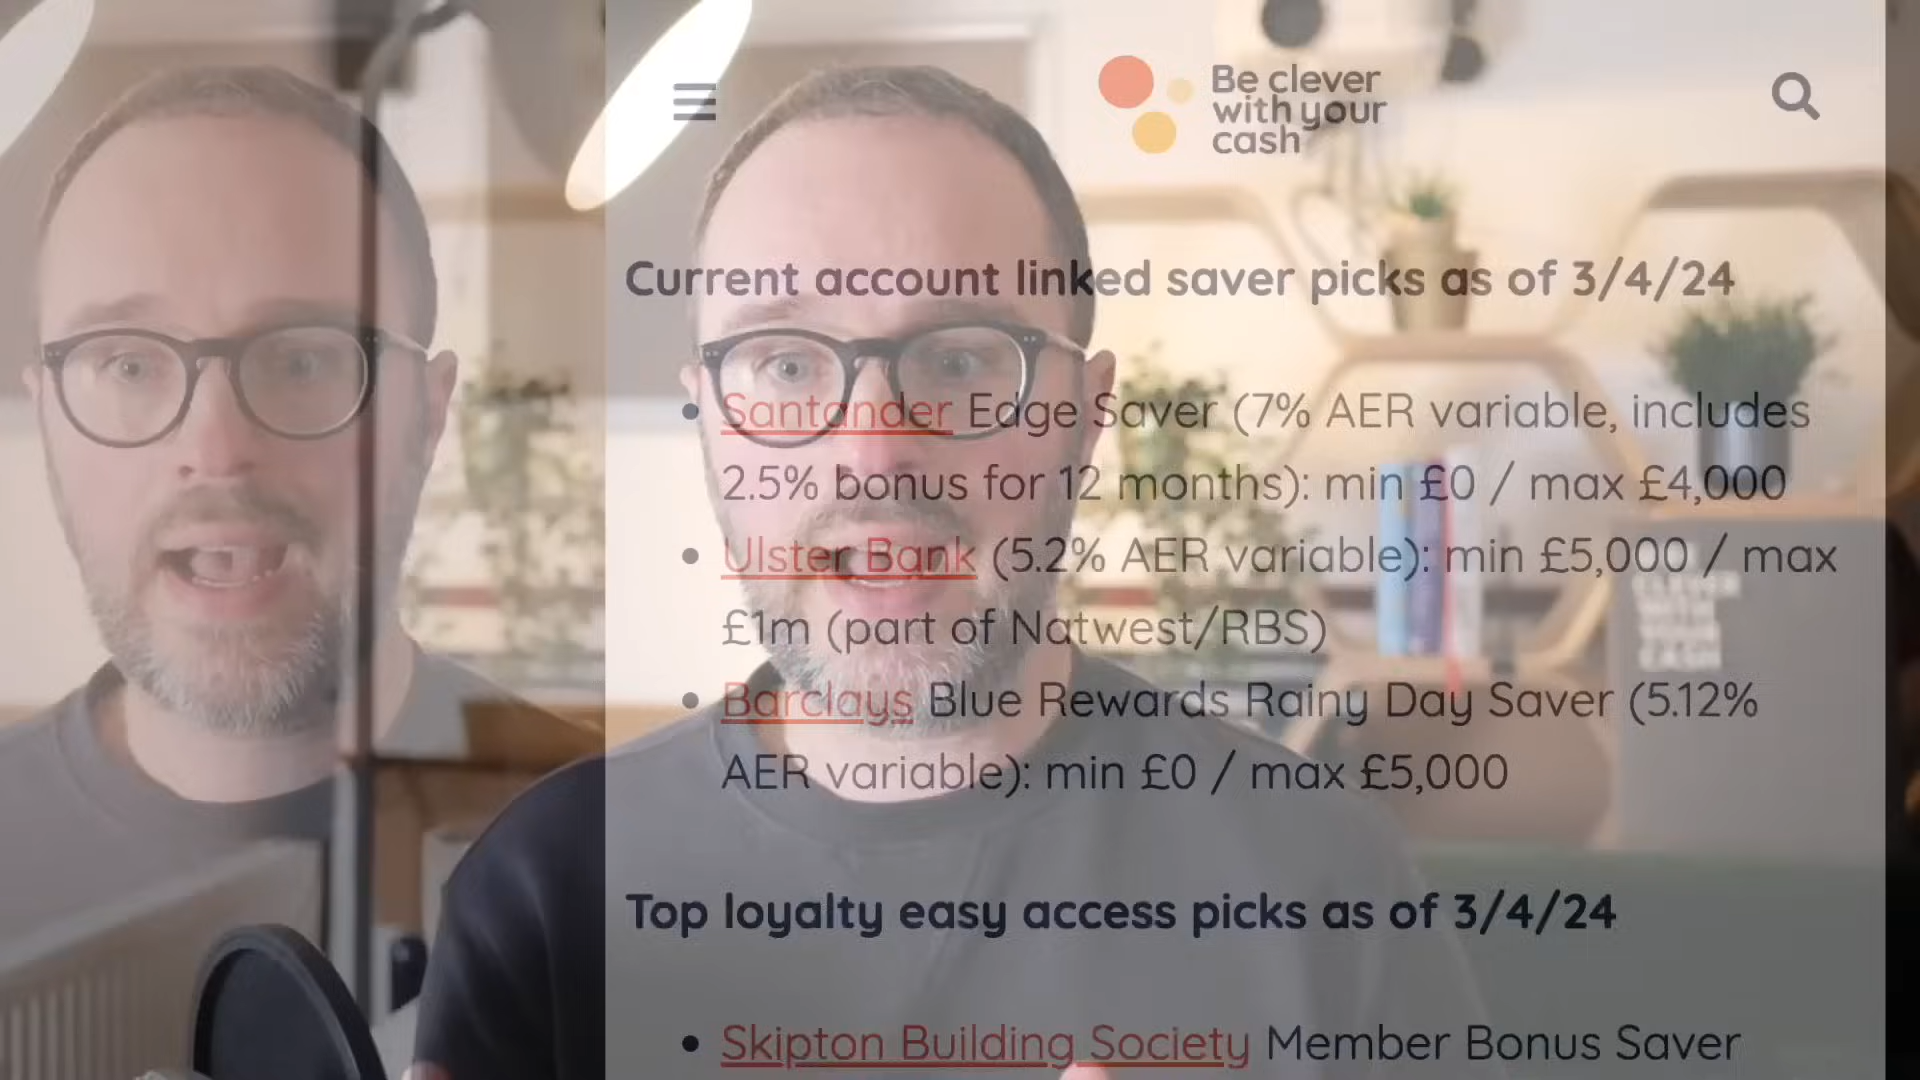 Be clever
with your
cash
Current account linked saver picks as of 3/4/24
Santander Edge Saver (7% AER variable, includes
2.5% bonus for 12 months): min £0 / max £4,000
Ulster Bank (5.2% AER variable): min £5,000 / max
£1m (part of Natwest/RBS)
Barclays Blue Rewards Rainy Day Saver (5.12%
AER variable): min £0 / max £5,000
CLEVER
WITH
YOUR
CASH
Top loyalty easy access picks as of 3/4/24
Skipton Building Society Member Bonus Saver